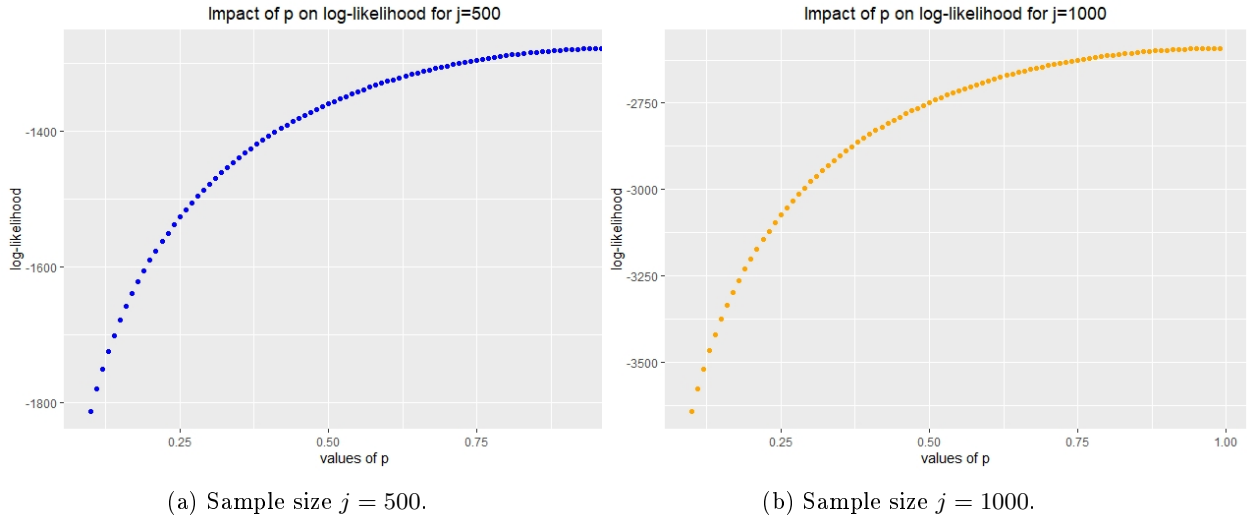 Impact of p on log-likelihood for j=500
log-likelihood
-1400
-1600
-1800
0.25 0.50 0.75
values of p
(a) Sample size j = 500.
Impact of p on log-likelihood for j=1000
log-likelihood
-2750
-3000
-3250
-3500
0.25 0.50 0.75 1.00
values of p
(b) Sample size j = 1000.